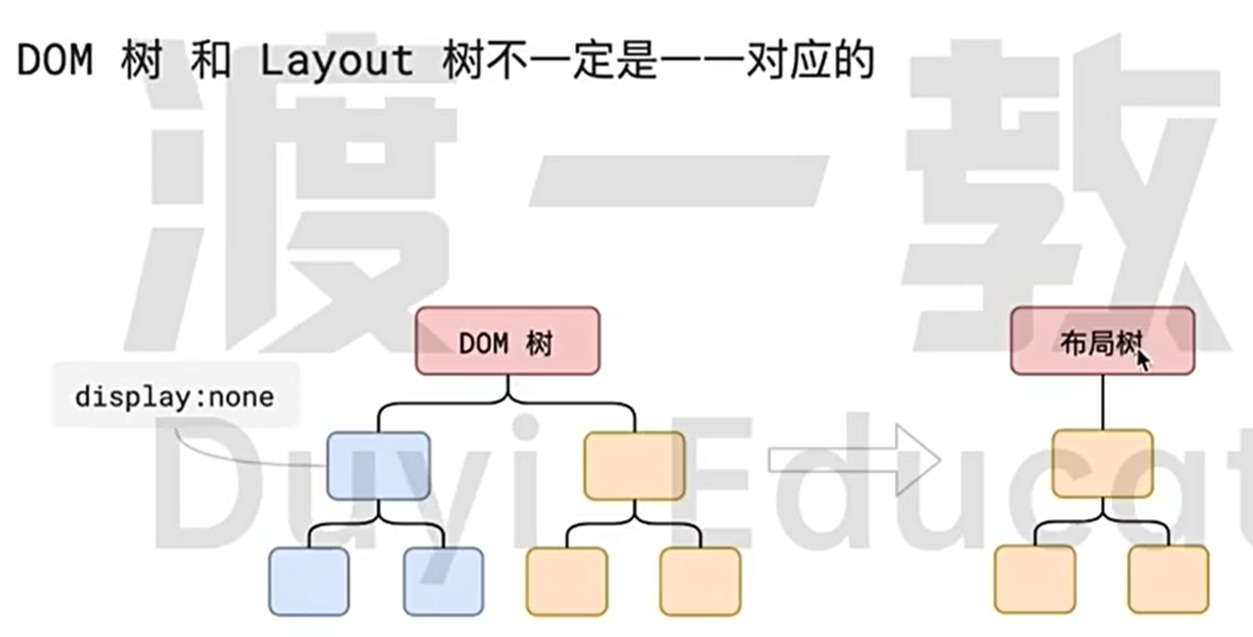 DOM 树 和 Layout 树不一定是一一对应的
渡一教
DOM 树
布局树
display:none
Duyi Educat